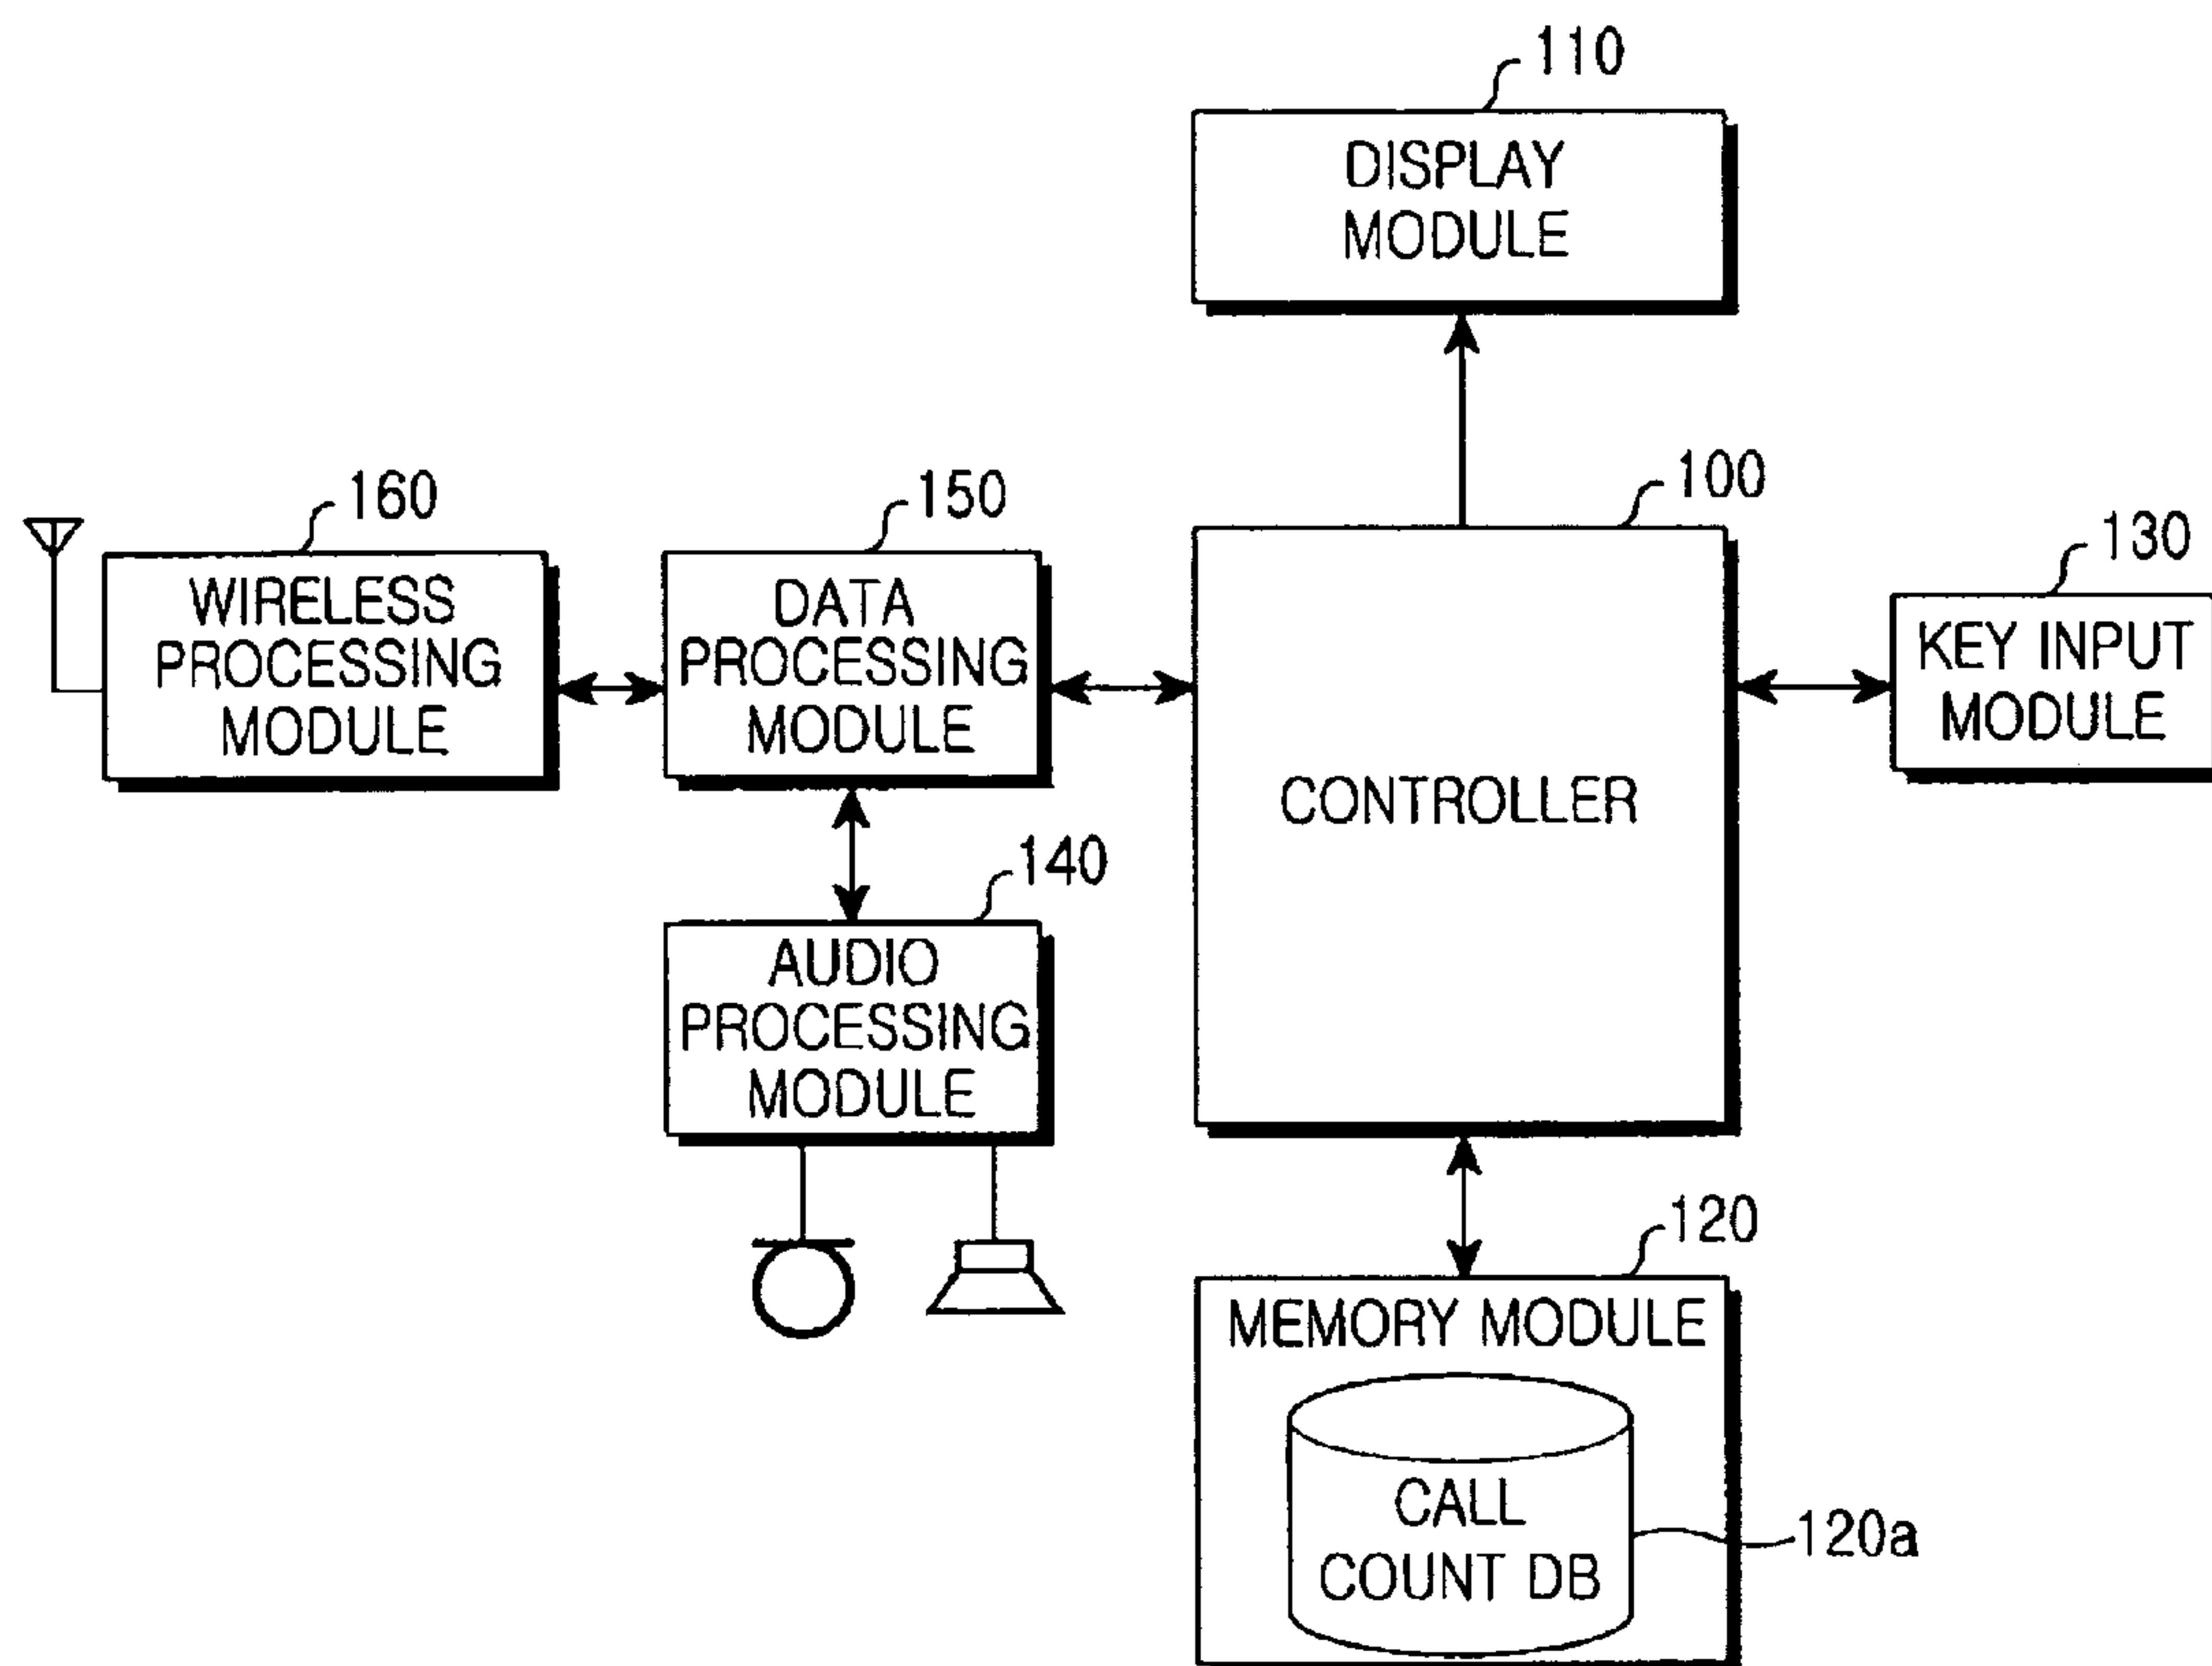 110
DISPLAY
MODULE
100
CONTROLLER
130
KEY INPUT
MODULE
160
WIRELESS
PROCESSING
MODULE
150
DATA
PROCESSING
MODULE
140
AUDIO
PROCESSING
MODULE
120
MEMORY MODULE
CALL
COUNT DB
120a